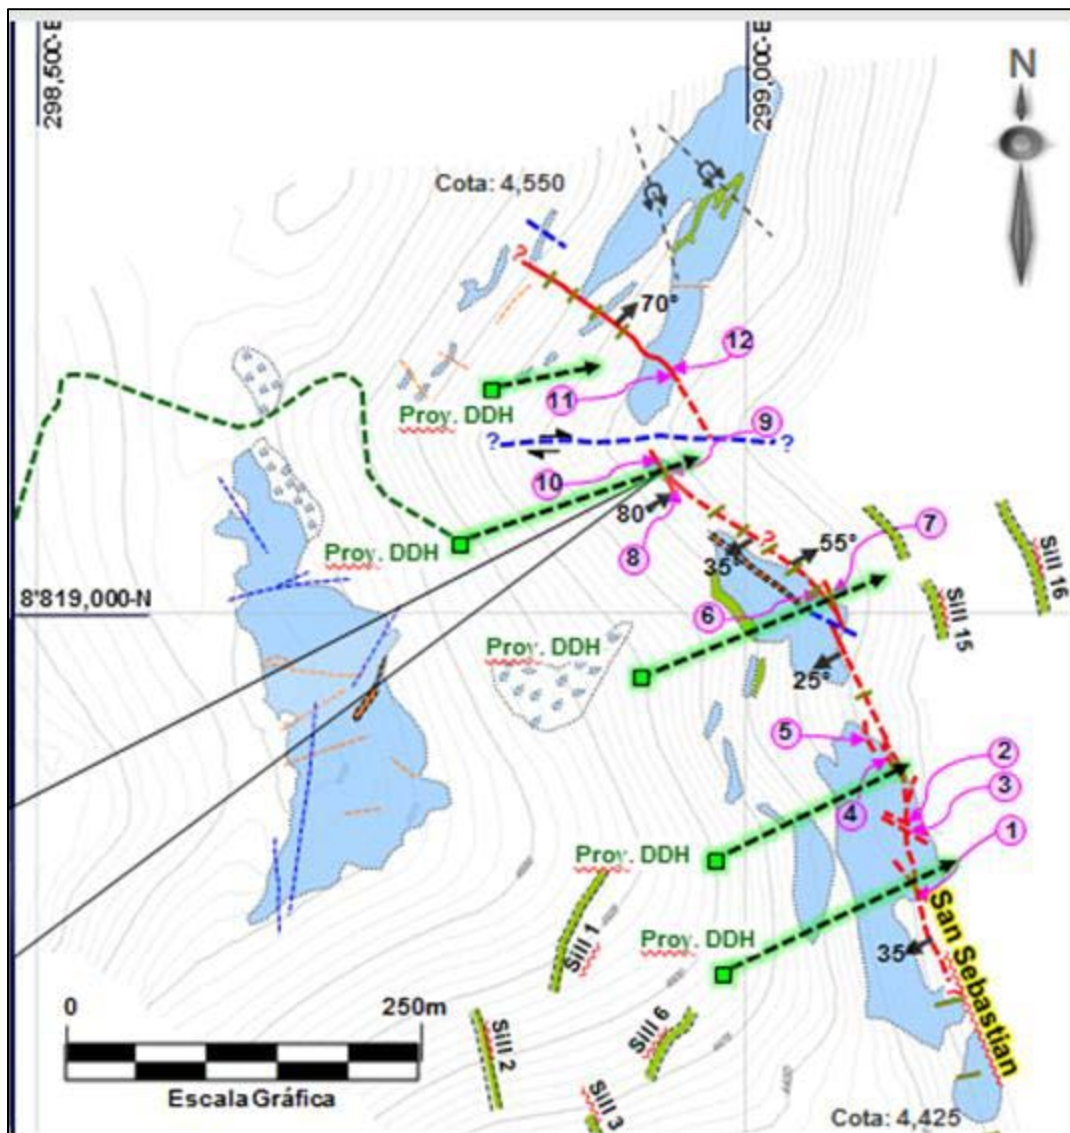 298,500-E
299,000-E
N
Cota: 4,550
?
70°
12
11
Proy. DDH
9
?
?
10
80
8
Proy. DDH
?
55°
7
35°
Sill 16
8'819,000-N
6
Sill 15
Proy. DDH
25°
5
2
3
4
1
Proy. DDH
San Sebastian
Sill 1
Proy. DDH
35
?
0
250m
Sill 2
Sill 6
Escala Gráfica
Sill 3
4400
Cota: 4,425